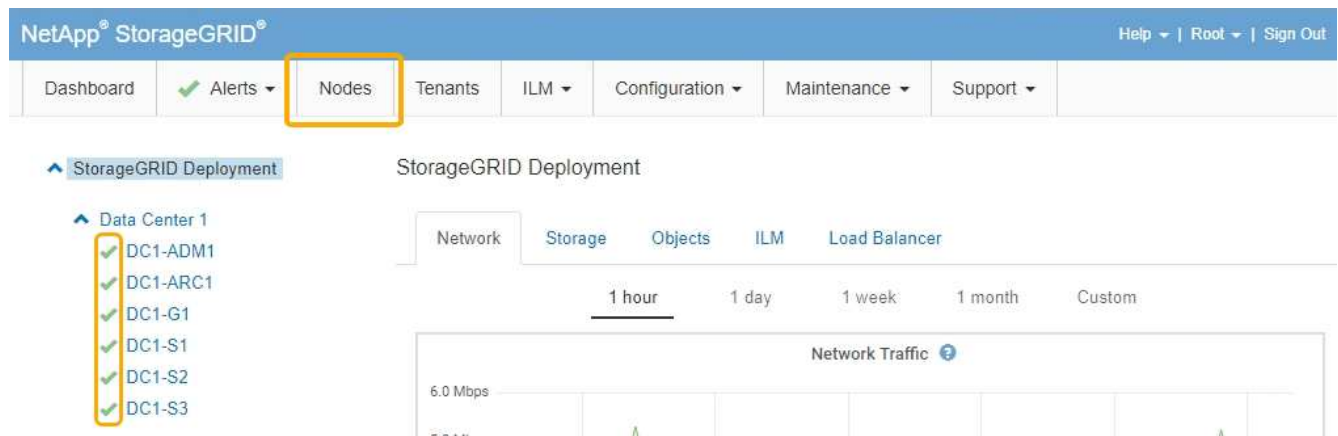 NetApp® StorageGRID®
Help | Root | Sign Out
Dashboard Alerts Nodes Tenants ILM Configuration Maintenance Support
StorageGRID Deployment
Data Center 1
DC1-ADM1
DC1-ARC1
DC1-G1
DC1-S1
DC1-S2
DC1-S3
StorageGRID Deployment
Network Storage Objects ILM Load Balancer
1 hour 1 day 1 week 1 month Custom
Network Traffic ?
6.0 Mbps